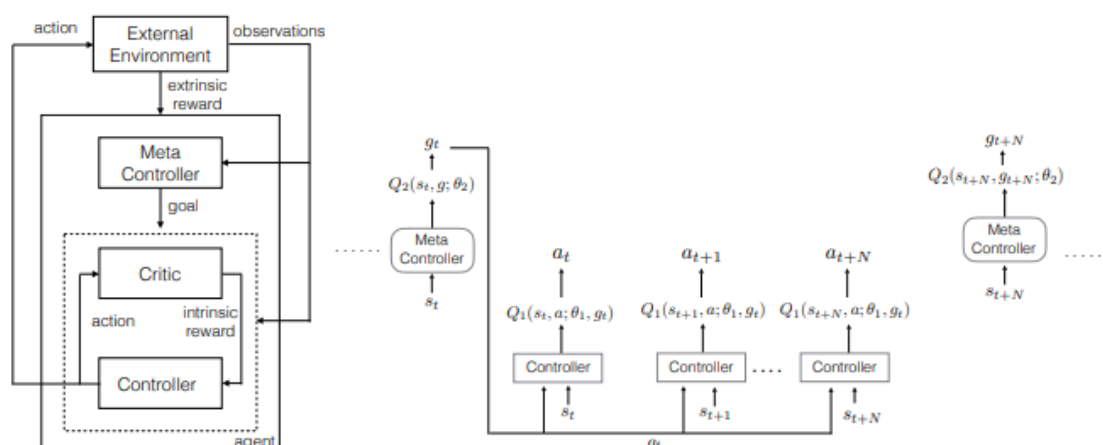 action
External
Environment
observations
extrinsic
reward
Meta
Controller
goal
Critic
action
intrinsic
reward
Controller
agent
g_t
Q_2(s_t, g; θ_2)
......
Meta
Controller
s_t
a_t
a_{t+1}
a_{t+N}
Q_1(s_t, a; θ_1, g_t)
Q_1(s_{t+1}, a; θ_1, g_t)
Q_1(s_{t+N}, a; θ_1, g_t)
Controller
Controller
....
Controller
s_t
s_{t+1}
s_{t+N}
g_t
g_{t+N}
Q_2(s_{t+N}, g_{t+N}; θ_2)
Meta
Controller
......
s_{t+N}